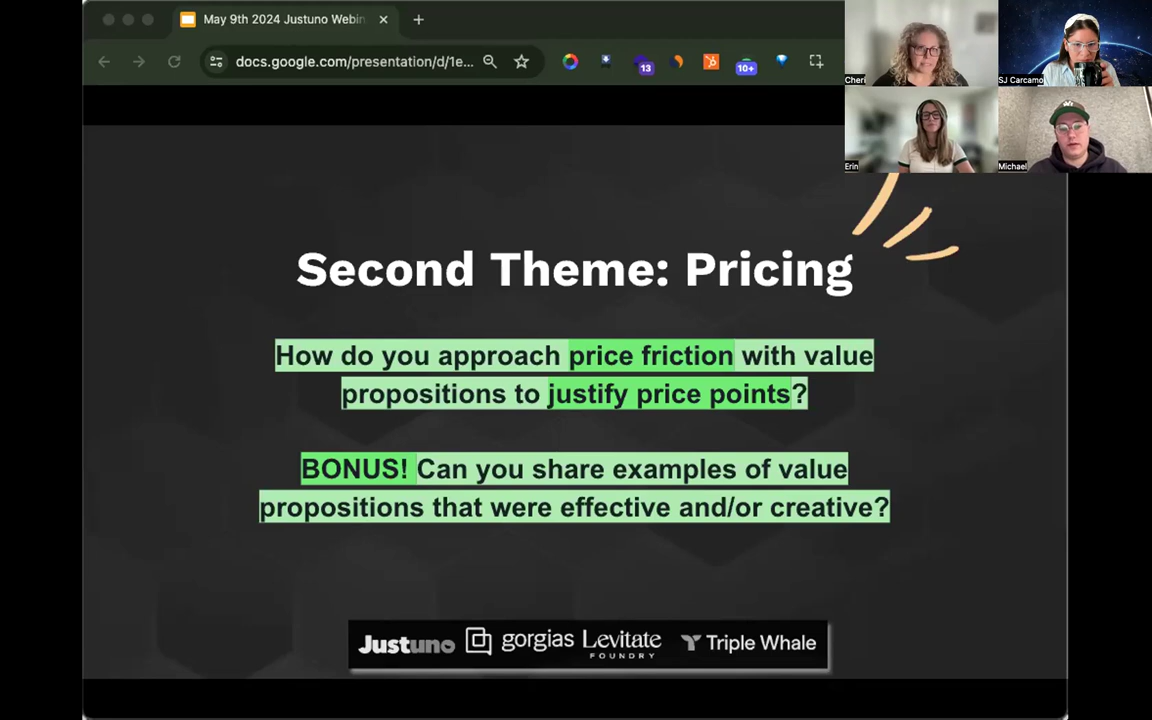 May 9th 2024 Justuno Webin
docs.google.com/presentation/d/1e...
13
10+
Cheri
SJ Carcamo
Erin
Michael
Second Theme: Pricing
How do you approach price friction with value
propositions to justify price points?
BONUS! Can you share examples of value
propositions that were effective and/or creative?
Justuno gorgias Levitate FOUNDRY Triple Whale